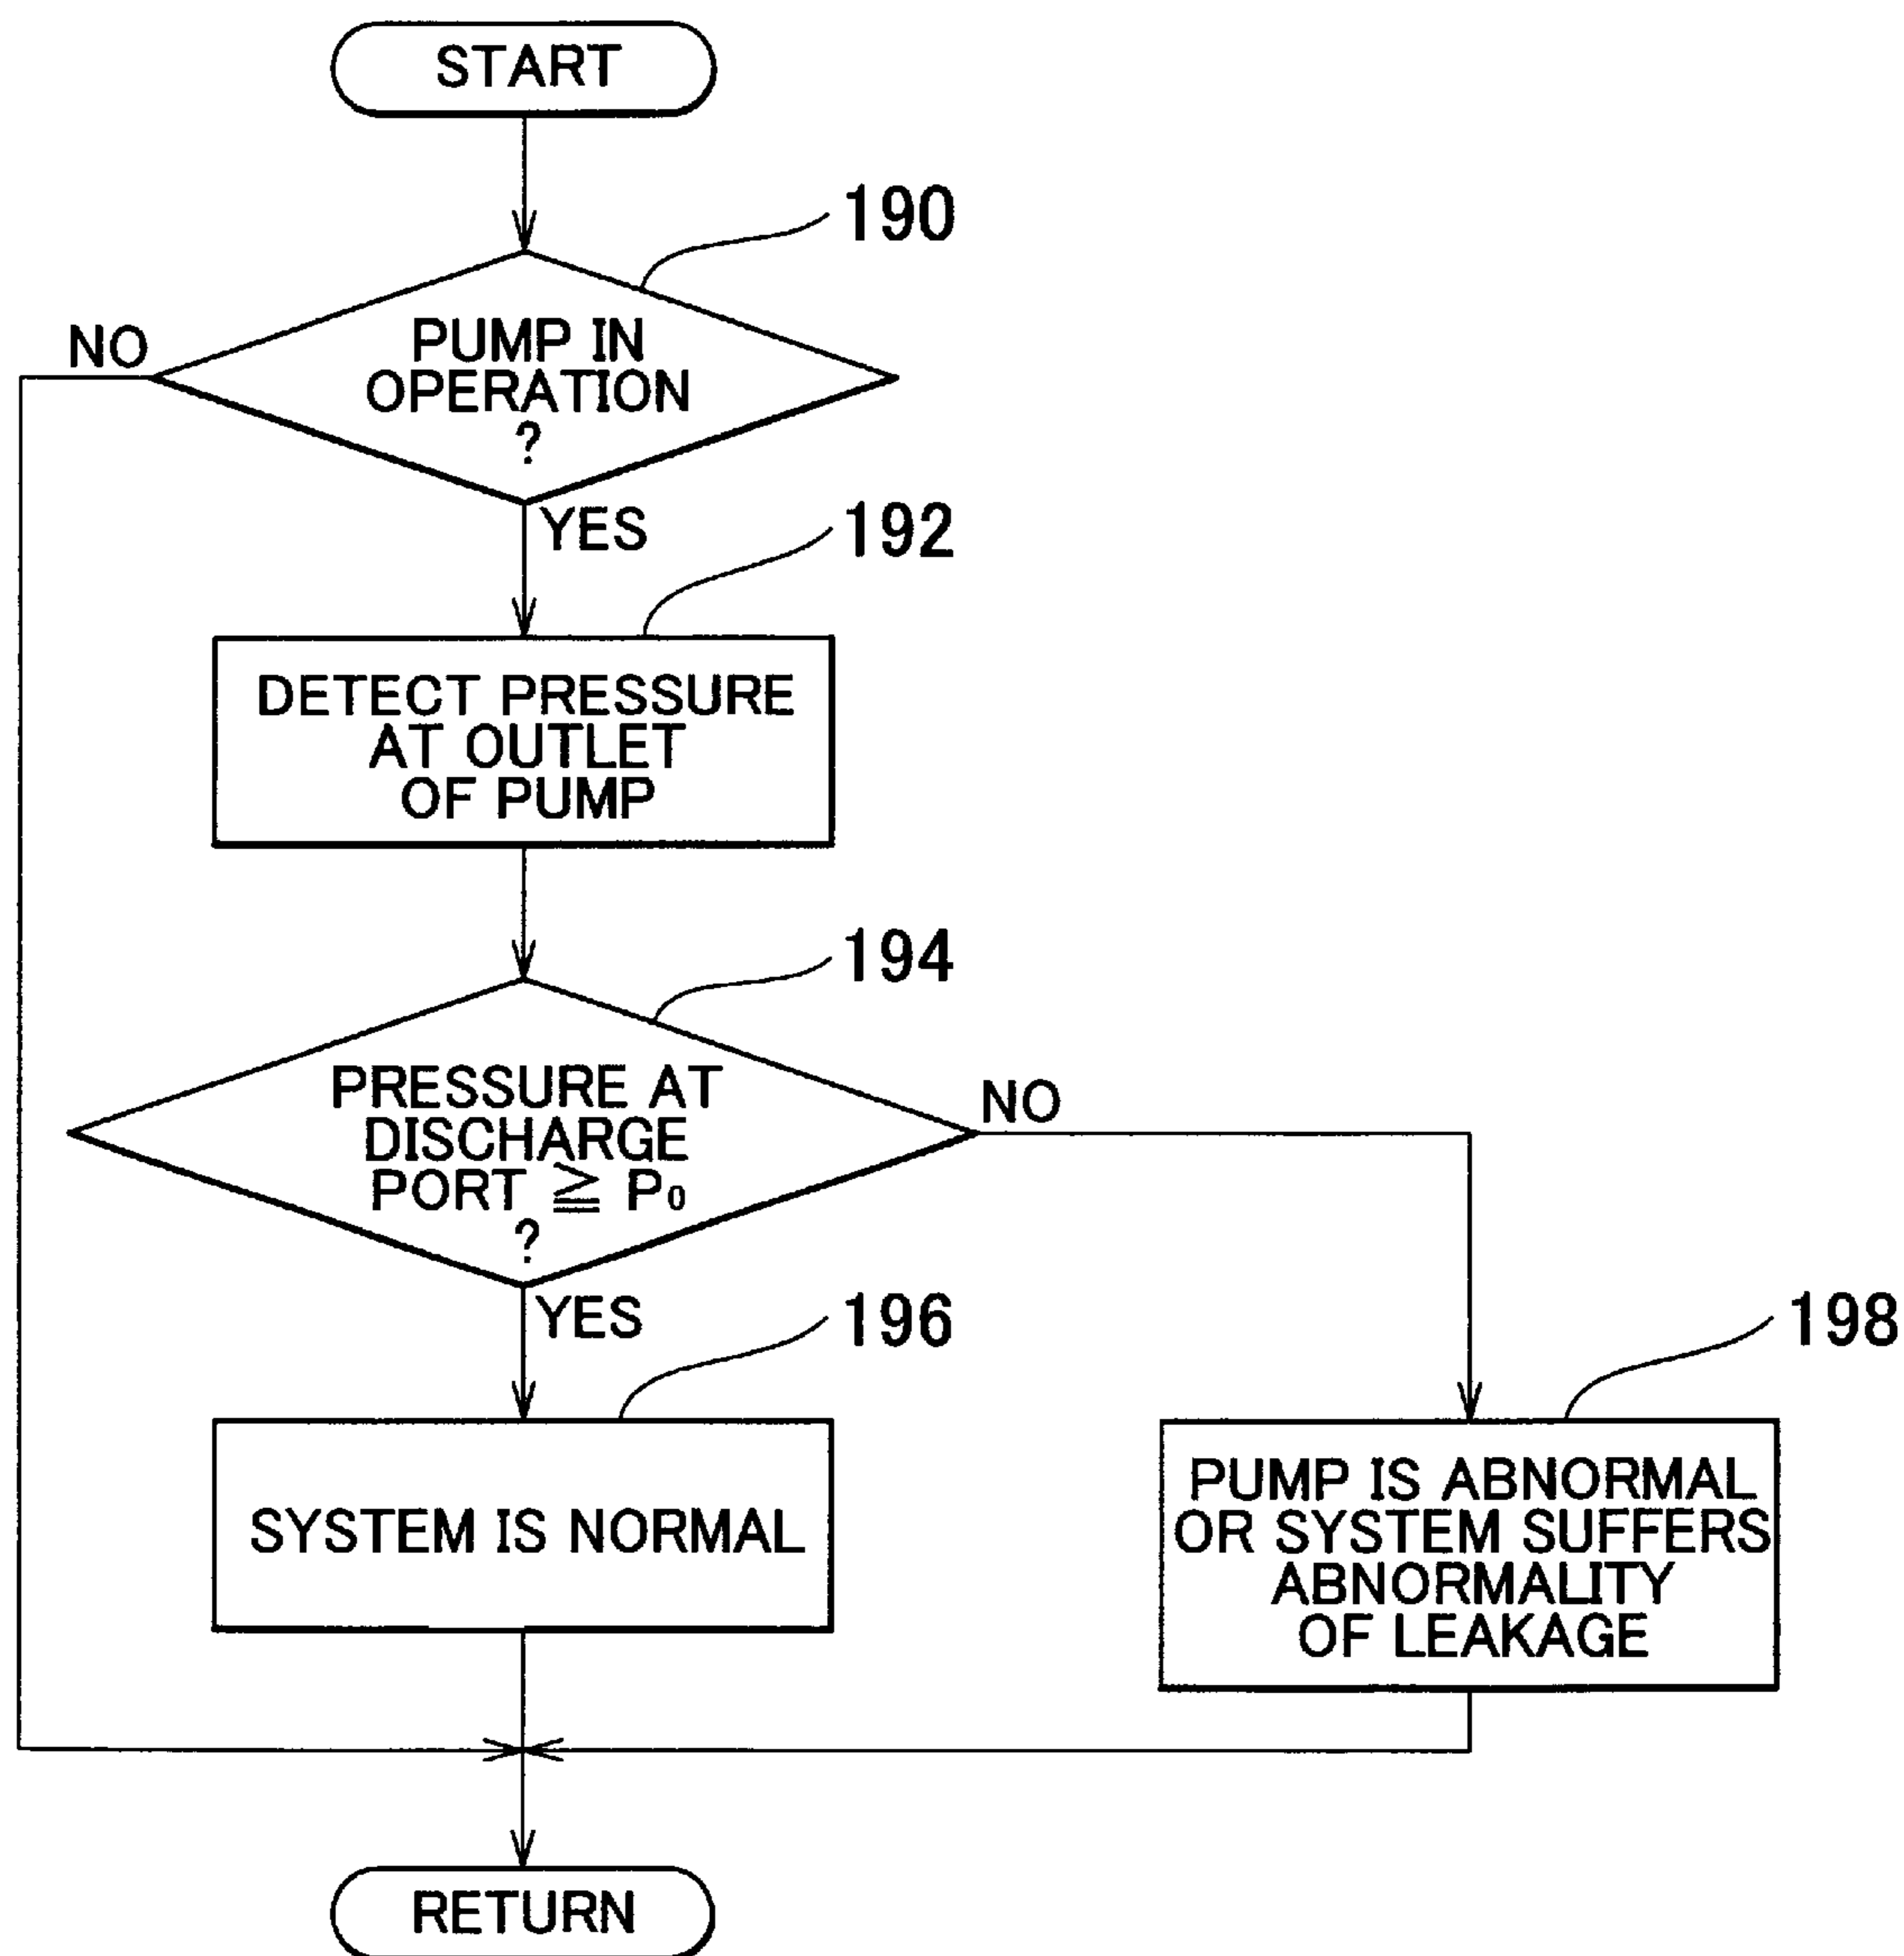 START
190
NO
PUMP IN
OPERATION
?
YES
192
DETECT PRESSURE
AT OUTLET
OF PUMP
194
PRESSURE AT
DISCHARGE
PORT ≧ P₀
?
NO
YES
196
198
SYSTEM IS NORMAL
PUMP IS ABNORMAL
OR SYSTEM SUFFERS
ABNORMALITY
OF LEAKAGE
RETURN